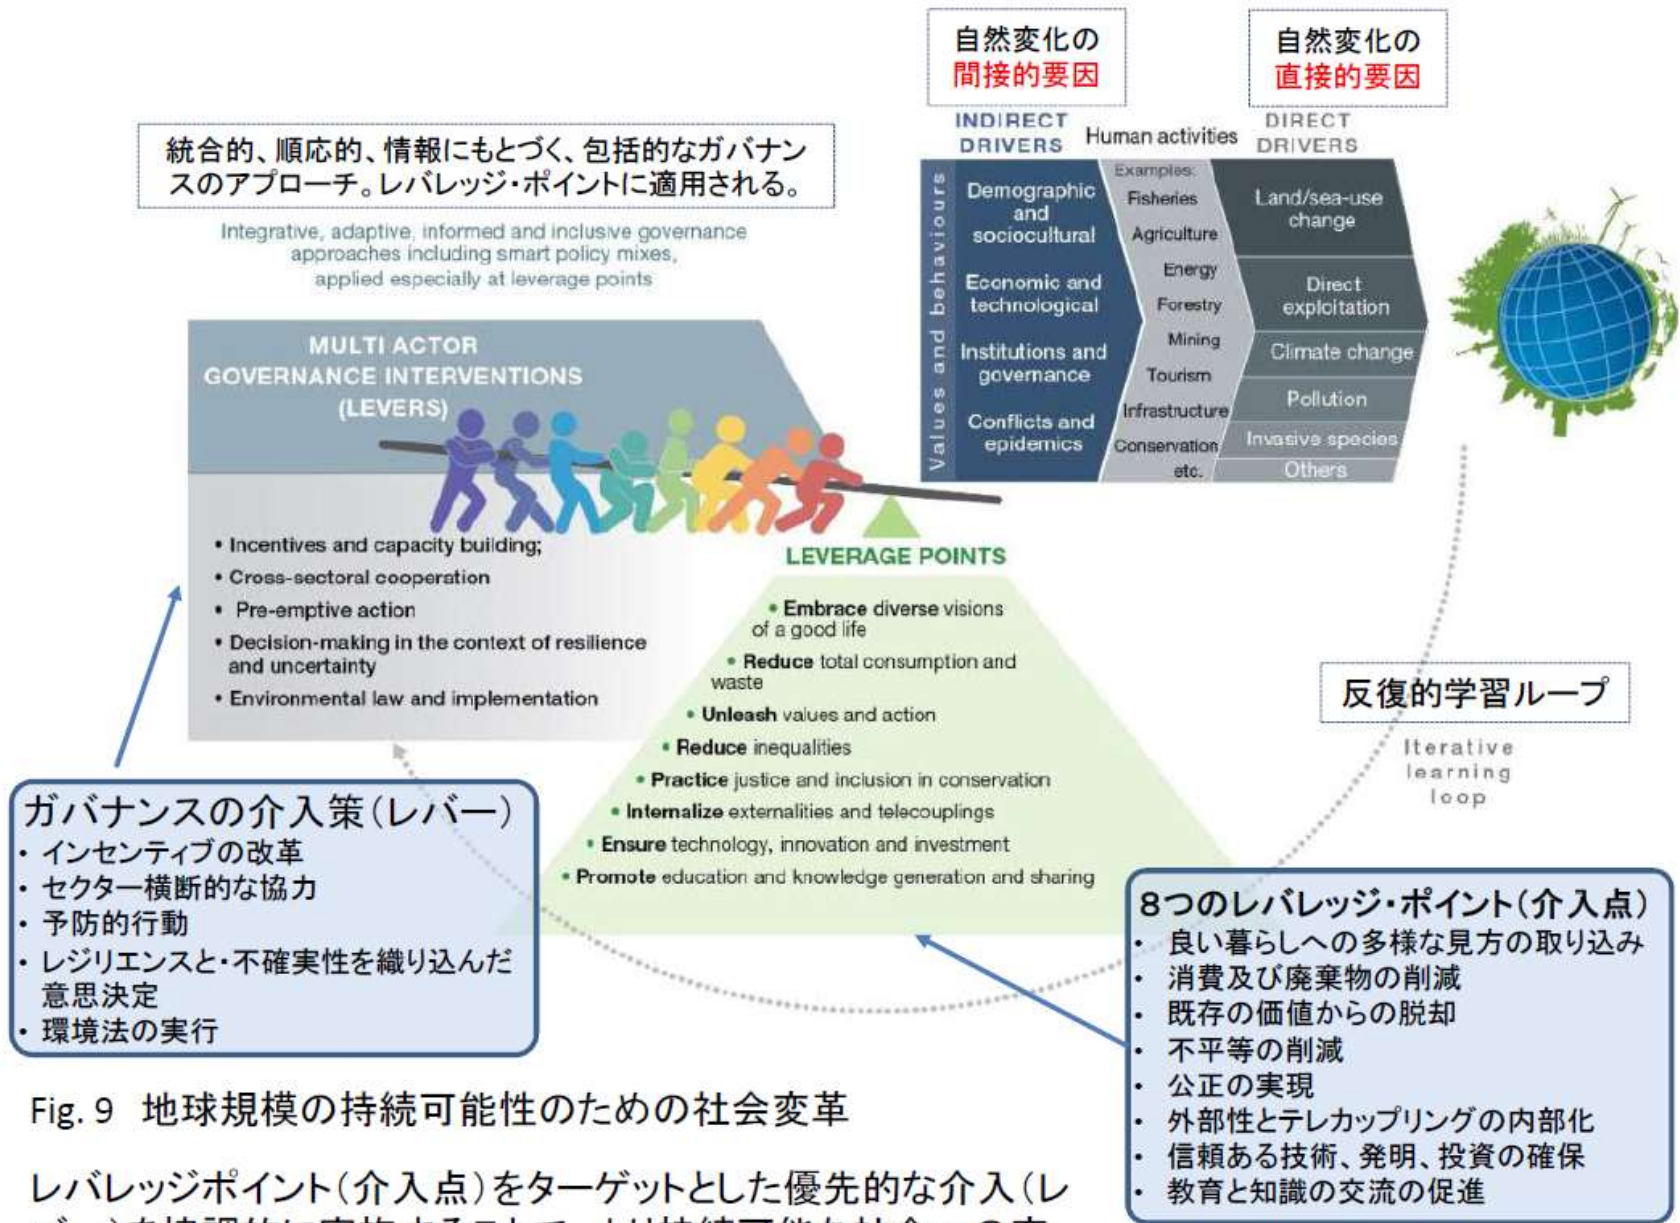 自然変化の
間接的要因
自然変化の
直接的要因
統合的、順応的、情報にもとづく、包括的なガバナン
スのアプローチ。レバレッジ・ポイントに適用される。
Integrative, adaptive, informed and inclusive governance
approaches including smart policy mixes,
applied especially at leverage points
INDIRECT
DRIVERS
Human activities
DIRECT
DRIVERS
Values and behaviours
Demographic
and
sociocultural
Economic and
technological
Institutions and
governance
Conflicts and
epidemics
Examples:
Fisheries
Agriculture
Energy
Forestry
Mining
Tourism
Infrastructure
Conservation
etc.
Land/sea-use
change
Direct
exploitation
Climate change
Pollution
Invasive species
Others
MULTI ACTOR
GOVERNANCE INTERVENTIONS
(LEVERS)
• Incentives and capacity building;
• Cross-sectoral cooperation
• Pre-emptive action
• Decision-making in the context of resilience
and uncertainty
• Environmental law and implementation
LEVERAGE POINTS
• Embrace diverse visions
of a good life
• Reduce total consumption and
waste
• Unleash values and action
• Reduce inequalities
• Practice justice and inclusion in conservation
• Internalize externalities and telecouplings
• Ensure technology, innovation and investment
• Promote education and knowledge generation and sharing
反復的学習ループ
Iterative
learning
loop
ガバナンスの介入策(レバー)
・ インセンティブの改革
・ セクター横断的な協力
・ 予防的行動
・ レジリエンスと・不確実性を織り込んだ
意思決定
・ 環境法の実行
8つのレバレッジ・ポイント(介入点)
・ 良い暮らしへの多様な見方の取り込み
・ 消費及び廃棄物の削減
・ 既存の価値からの脱却
・ 不平等の削減
・ 公正の実現
・ 外部性とテレカップリングの内部化
・ 信頼ある技術、発明、投資の確保
・ 教育と知識の交流の促進
Fig. 9 地球規模の持続可能性のための社会変革
レバレッジポイント(介入点)をターゲットとした優先的な介入(レ